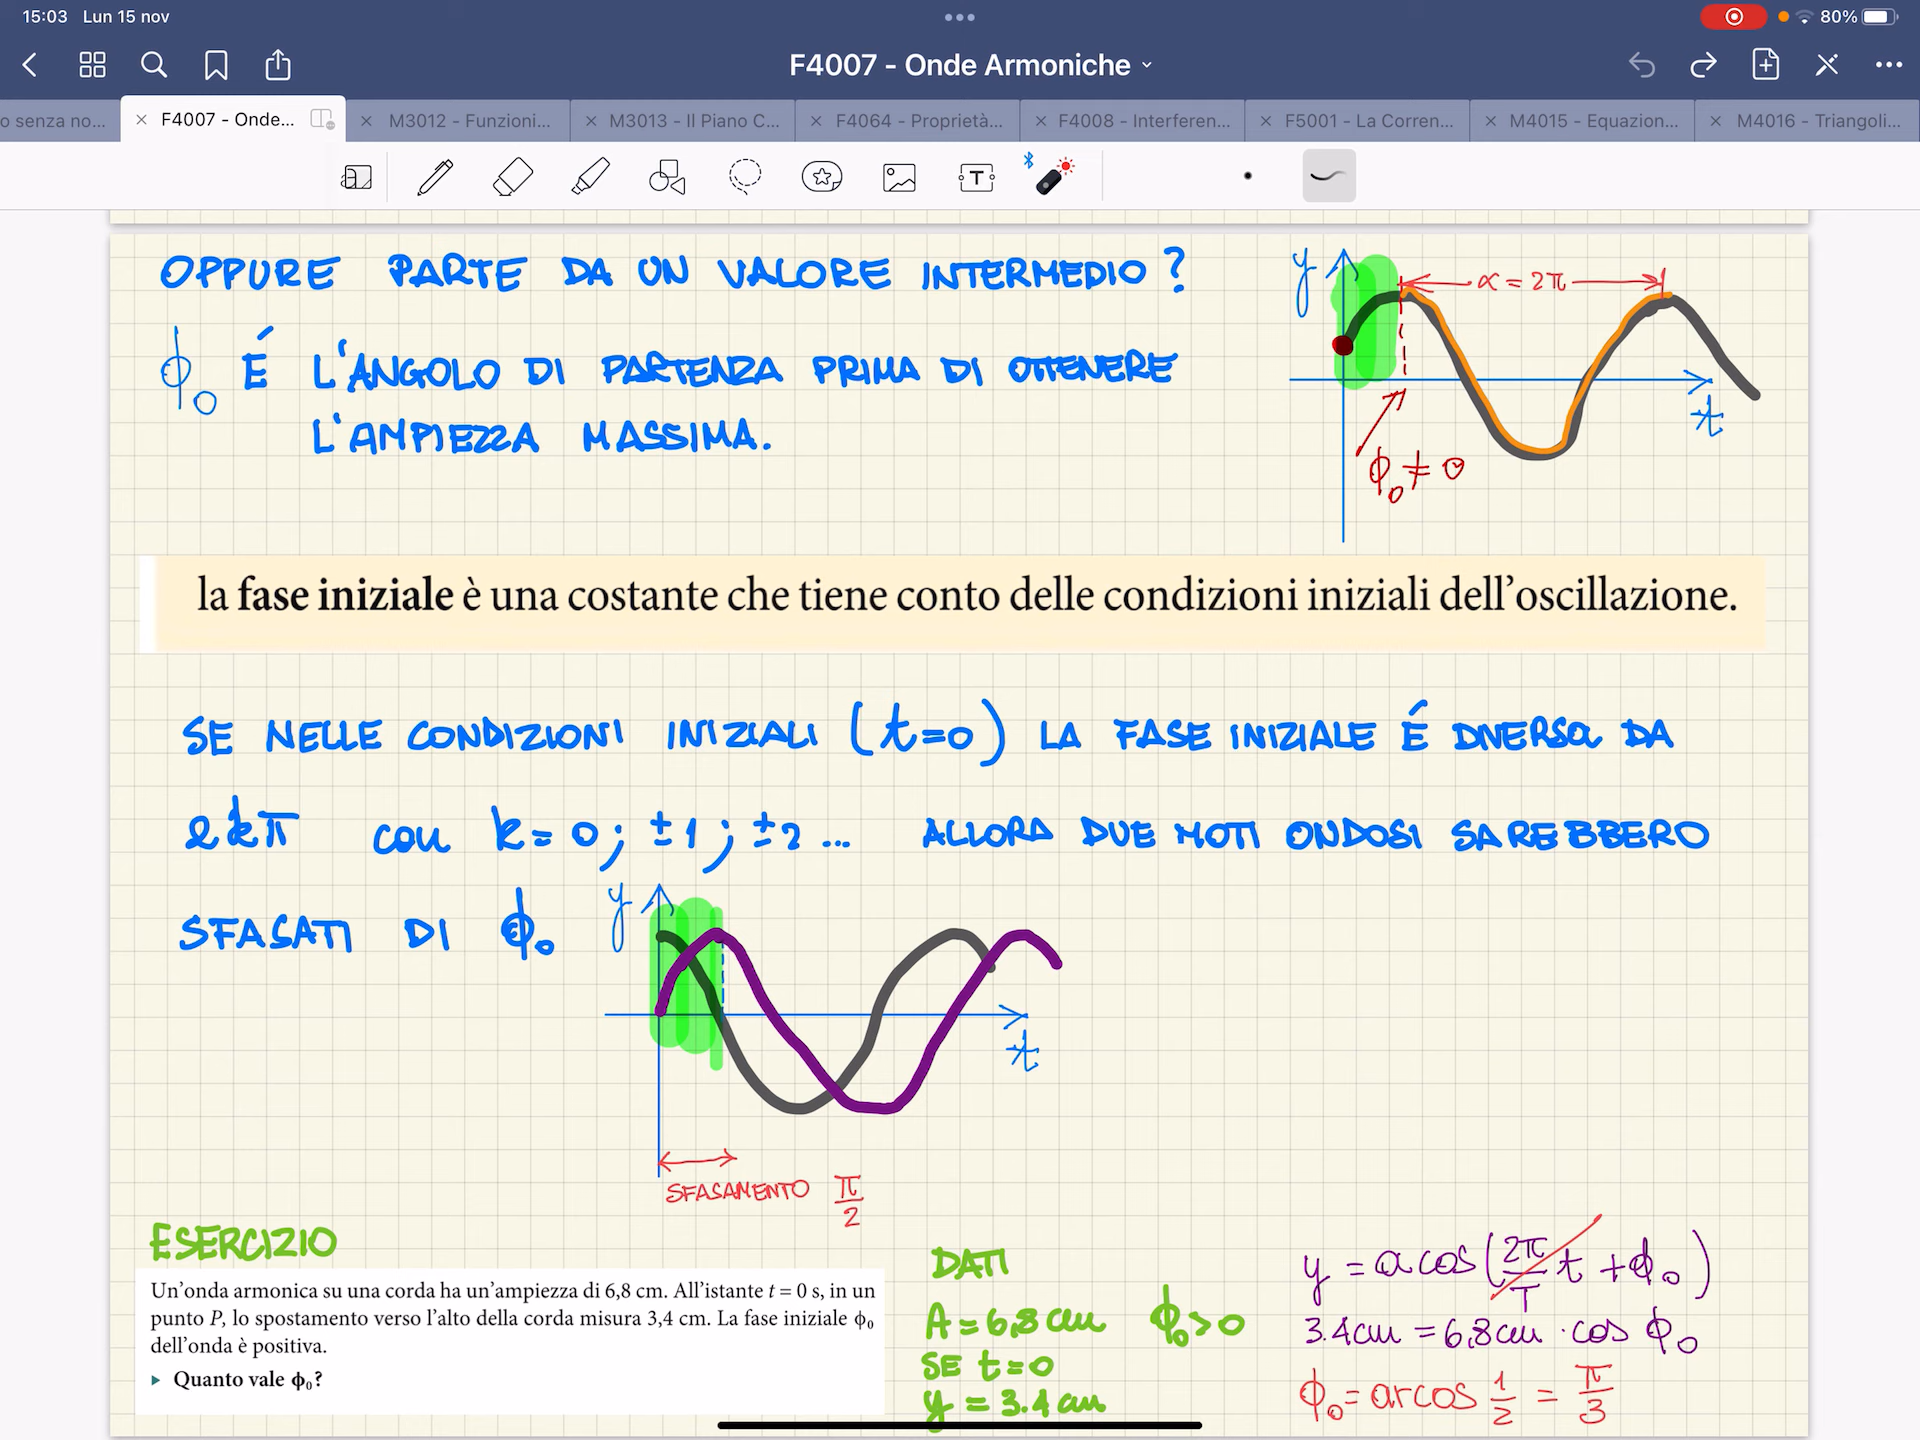 15:03 Lun 15 nov
80%
F4007 - Onde Armoniche
o senza no...
F4007 - Onde...
M3012 - Funzioni...
M3013 - Il Piano C...
F4064 - Proprietà...
F4008 - Interferen...
F5001 - La Corren...
M4015 - Equazion...
M4016 - Triangoli...
OPPURE PARTE DA UN VALORE INTERMEDIO?
ϕ₀ É L'ANGOLO DI PARTENZA PRIMA DI OTTENERE
L'AMPIEZZA MASSIMA.
y
α = 2π
t
ϕ₀ ≠ 0
la fase iniziale è una costante che tiene conto delle condizioni iniziali dell'oscillazione.
SE NELLE CONDIZIONI INIZIALI (t=0) LA FASE INIZIALE É DIVERSA DA
2kπ con k = 0; ±1; ±2 ... ALLORA DUE MOTI ONDOSI SAREBBERO
SFASATI DI ϕ₀
y
t
SFASAMENTO π/2
ESERCIZIO
Un'onda armonica su una corda ha un'ampiezza di 6,8 cm. All'istante t = 0 s, in un
punto P, lo spostamento verso l'alto della corda misura 3,4 cm. La fase iniziale ϕ₀
dell'onda è positiva.
▸ Quanto vale ϕ₀?
DATI
A = 6,8 cm ϕ₀ > 0
SE t = 0
y = 3.4 cm
y = a cos(2π/T t + ϕ₀)
3.4cm = 6,8cm · cos ϕ₀
ϕ₀ = arcos 1/2 = π/3